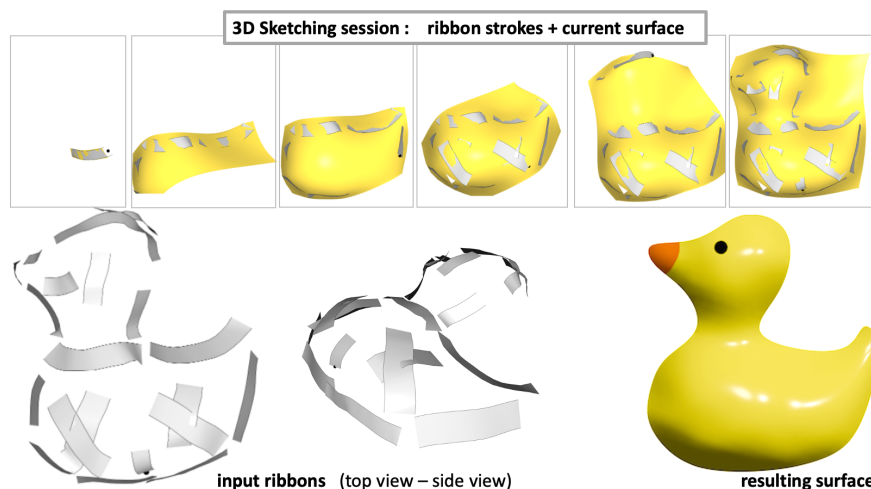 3D Sketching session : ribbon strokes + current surface
input ribbons (top view – side view)
resulting surface